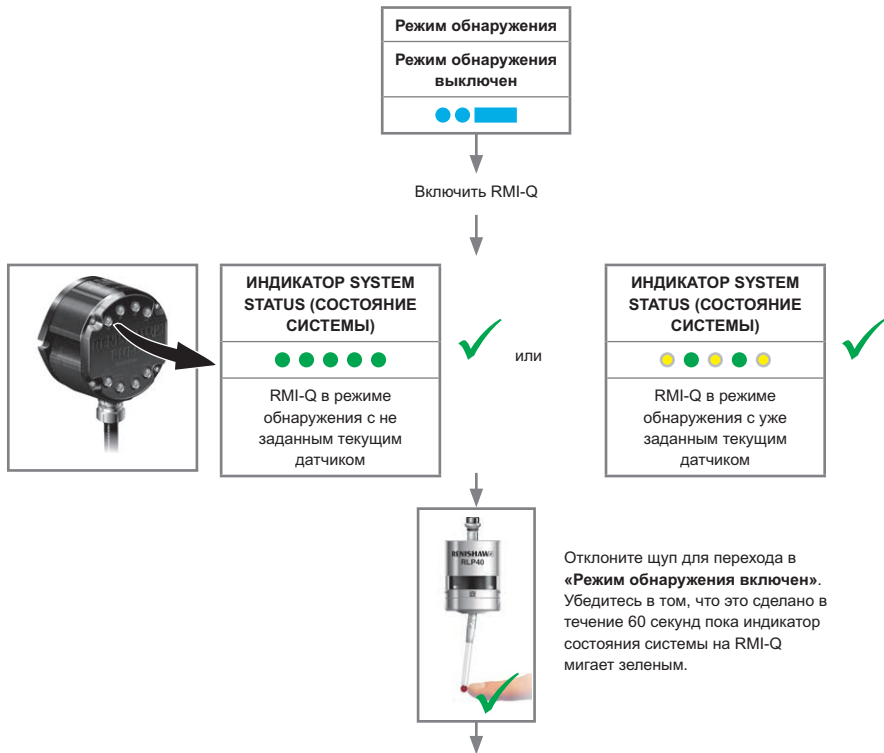 Режим обнаружения
Режим обнаружения
выключен
Включить RMI-Q
ИНДИКАТОР SYSTEM
STATUS (СОСТОЯНИЕ
СИСТЕМЫ)
RMI-Q в режиме
обнаружения с не
заданным текущим
датчиком
или
ИНДИКАТОР SYSTEM
STATUS (СОСТОЯНИЕ
СИСТЕМЫ)
RMI-Q в режиме
обнаружения с уже
заданным текущим
датчиком
RENISHAW
RLP40
Отклоните щуп для перехода в
«Режим обнаружения включен».
Убедитесь в том, что это сделано в
течение 60 секунд пока индикатор
состояния системы на RMI-Q
мигает зеленым.